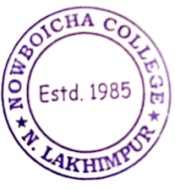 NOWBOICHA COLLEGE
Estd. 1985
★ N. LAKHIMPUR ★